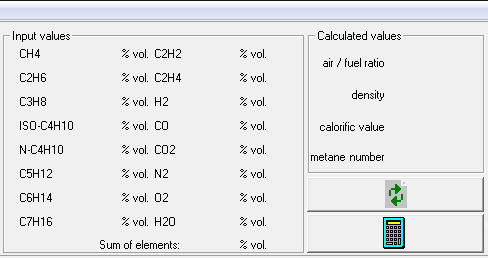 Input values
CH4 % vol. C2H2 % vol.
C2H6 % vol. C2H4 % vol.
C3H8 % vol. H2 % vol.
ISO-C4H10 % vol. CO % vol.
N-C4H10 % vol. CO2 % vol.
C5H12 % vol. N2 % vol.
C6H14 % vol. O2 % vol.
C7H16 % vol. H2O % vol.
Sum of elements: % vol.
Calculated values
air / fuel ratio
density
calorific value
metane number